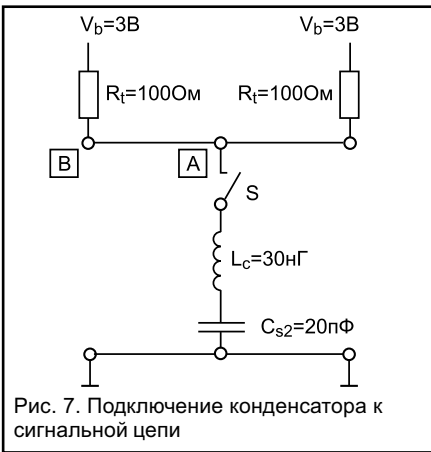 V_b=3В V_b=3В
R_t=100Ом R_t=100Ом
B A
S
L_c=30нГ
C_s2=20пФ
Рис. 7. Подключение конденсатора к
сигнальной цепи